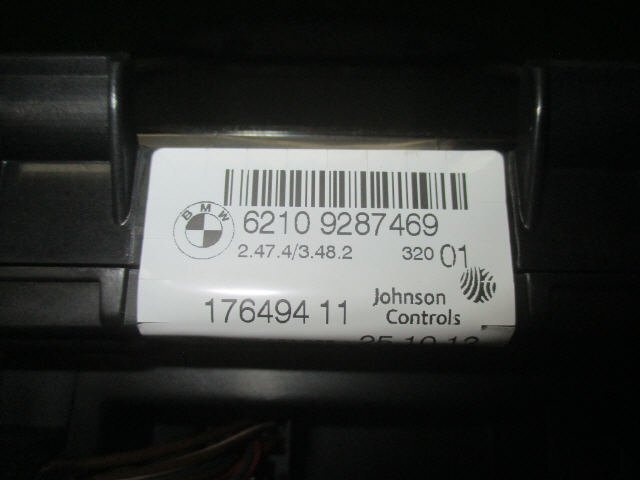 BMW
6210 9287469
2.47.4/3.48.2 320 01
176494 11 Johnson
Controls